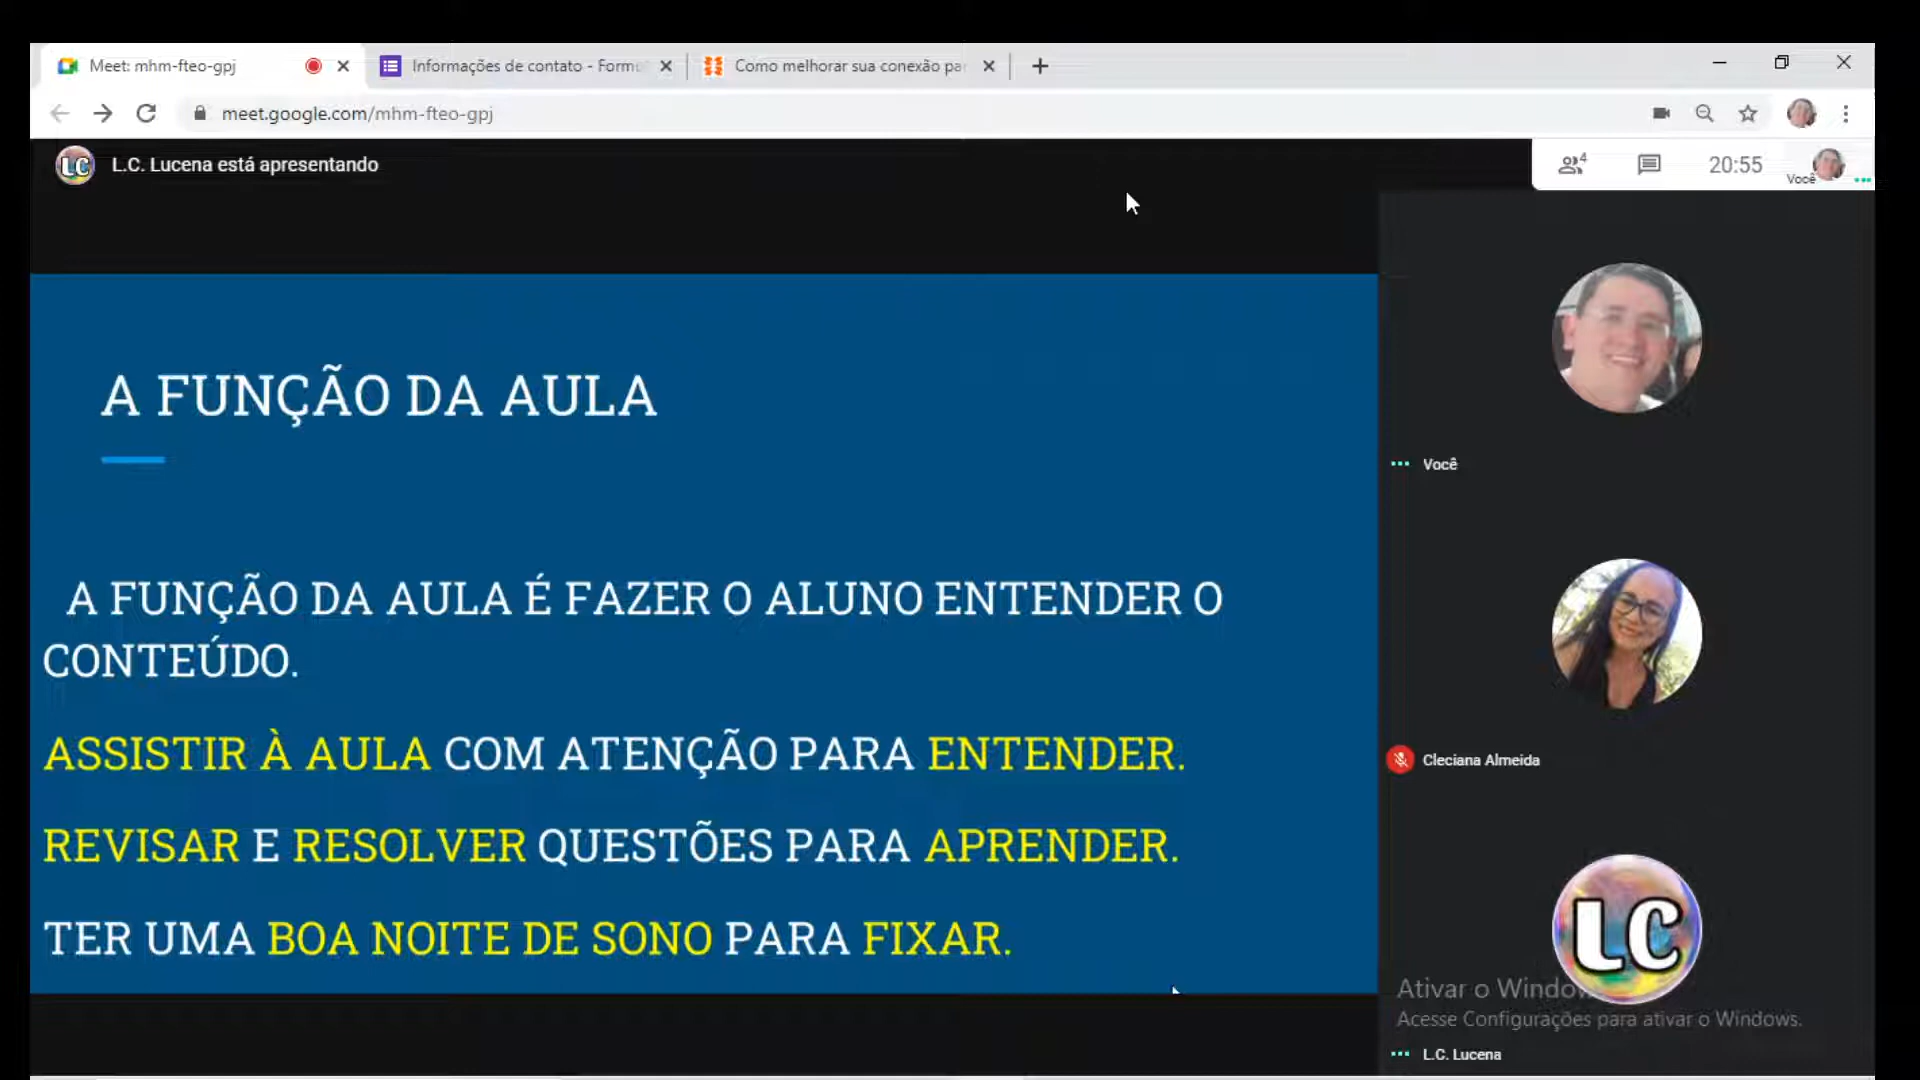 Meet: mhm-fteo-gpj
Informações de contato - Formu
Como melhorar sua conexão pa
meet.google.com/mhm-fteo-gpj
LC
L.C. Lucena está apresentando
4
20:55
Você
A FUNÇÃO DA AULA
A FUNÇÃO DA AULA É FAZER O ALUNO ENTENDER O
CONTEÚDO.
ASSISTIR À AULA COM ATENÇÃO PARA ENTENDER.
REVISAR E RESOLVER QUESTÕES PARA APRENDER.
TER UMA BOA NOITE DE SONO PARA FIXAR.
Você
Cleciana Almeida
LC
Ativar o Windo
Acesse Configurações para ativar o Windows.
L.C. Lucena